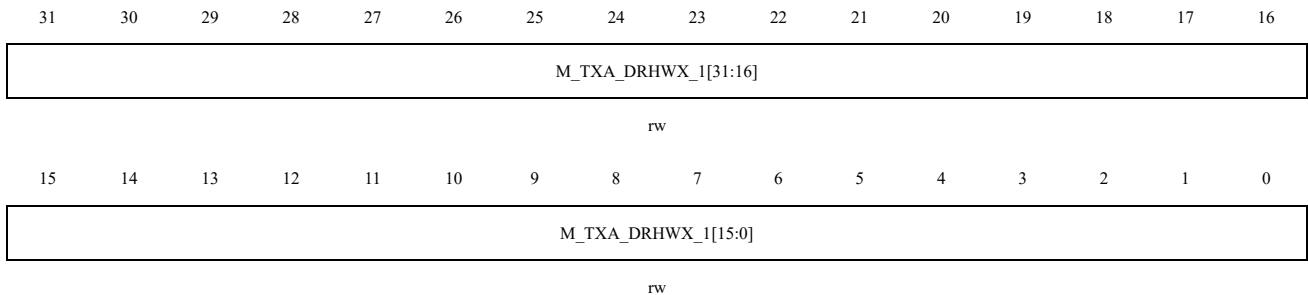 31 30 29 28 27 26 25 24 23 22 21 20 19 18 17 16
M_TXA_DRHWX_1[31:16]
rw
15 14 13 12 11 10 9 8 7 6 5 4 3 2 1 0
M_TXA_DRHWX_1[15:0]
rw